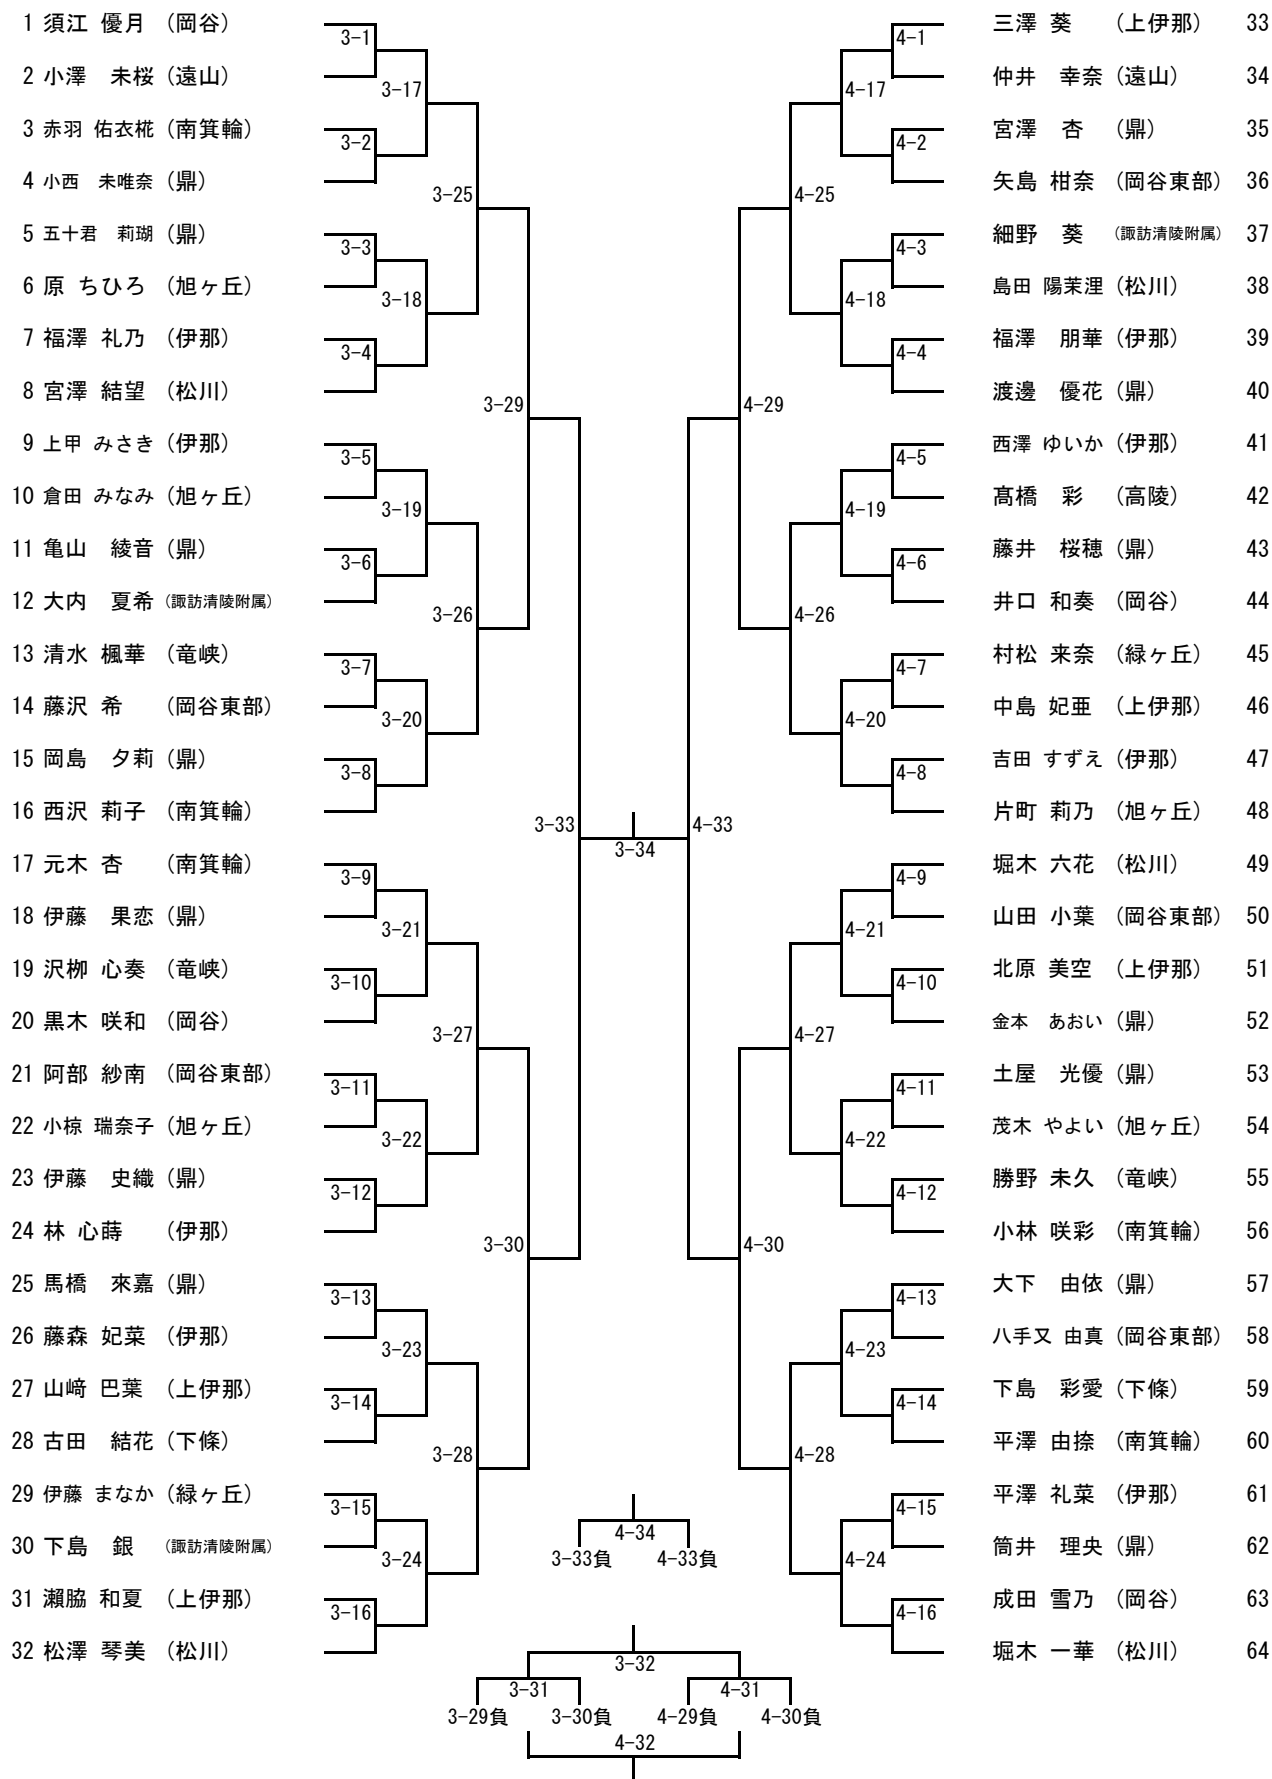 1 須江 優月 (岡谷)
2 小澤 未桜 (遠山)
3 赤羽 佑衣椛 (南箕輪)
4 小西 未唯奈 (鼎)
5 五十君 莉瑚 (鼎)
6 原 ちひろ (旭ヶ丘)
7 福澤 礼乃 (伊那)
8 宮澤 結望 (松川)
9 上甲 みさき (伊那)
10 倉田 みなみ (旭ヶ丘)
11 亀山 綾音 (鼎)
12 大内 夏希 (諏訪清陵附属)
13 清水 楓華 (竜峡)
14 藤沢 希 (岡谷東部)
15 岡島 夕莉 (鼎)
16 西沢 莉子 (南箕輪)
17 元木 杏 (南箕輪)
18 伊藤 果恋 (鼎)
19 沢栁 心奏 (竜峡)
20 黒木 咲和 (岡谷)
21 阿部 紗南 (岡谷東部)
22 小椋 瑞奈子 (旭ヶ丘)
23 伊藤 史織 (鼎)
24 林 心蒔 (伊那)
25 馬橋 來嘉 (鼎)
26 藤森 妃菜 (伊那)
27 山﨑 巴葉 (上伊那)
28 古田 結花 (下條)
29 伊藤 まなか (緑ヶ丘)
30 下島 銀 (諏訪清陵附属)
31 瀬脇 和夏 (上伊那)
32 松澤 琴美 (松川)
3-1
3-2
3-3
3-4
3-5
3-6
3-7
3-8
3-9
3-10
3-11
3-12
3-13
3-14
3-15
3-16
3-17
3-18
3-19
3-20
3-21
3-22
3-23
3-24
3-25
3-26
3-27
3-28
3-29
3-30
3-33
3-34
4-33
4-29
4-30
4-25
4-26
4-27
4-28
4-17
4-18
4-19
4-20
4-21
4-22
4-23
4-24
4-1
4-2
4-3
4-4
4-5
4-6
4-7
4-8
4-9
4-10
4-11
4-12
4-13
4-14
4-15
4-16
三澤 葵 (上伊那) 33
仲井 幸奈 (遠山) 34
宮澤 杏 (鼎) 35
矢島 柑奈 (岡谷東部) 36
細野 葵 (諏訪清陵附属) 37
島田 陽茉浬 (松川) 38
福澤 朋華 (伊那) 39
渡邊 優花 (鼎) 40
西澤 ゆいか (伊那) 41
髙橋 彩 (高陵) 42
藤井 桜穂 (鼎) 43
井口 和奏 (岡谷) 44
村松 来奈 (緑ヶ丘) 45
中島 妃亜 (上伊那) 46
吉田 すずえ (伊那) 47
片町 莉乃 (旭ヶ丘) 48
堀木 六花 (松川) 49
山田 小葉 (岡谷東部) 50
北原 美空 (上伊那) 51
金本 あおい (鼎) 52
土屋 光優 (鼎) 53
茂木 やよい (旭ヶ丘) 54
勝野 未久 (竜峡) 55
小林 咲彩 (南箕輪) 56
大下 由依 (鼎) 57
八手又 由真 (岡谷東部) 58
下島 彩愛 (下條) 59
平澤 由捺 (南箕輪) 60
平澤 礼菜 (伊那) 61
筒井 理央 (鼎) 62
成田 雪乃 (岡谷) 63
堀木 一華 (松川) 64
4-34
3-33負 4-33負
3-32
3-31 4-31
3-29負 3-30負 4-29負 4-30負
4-32